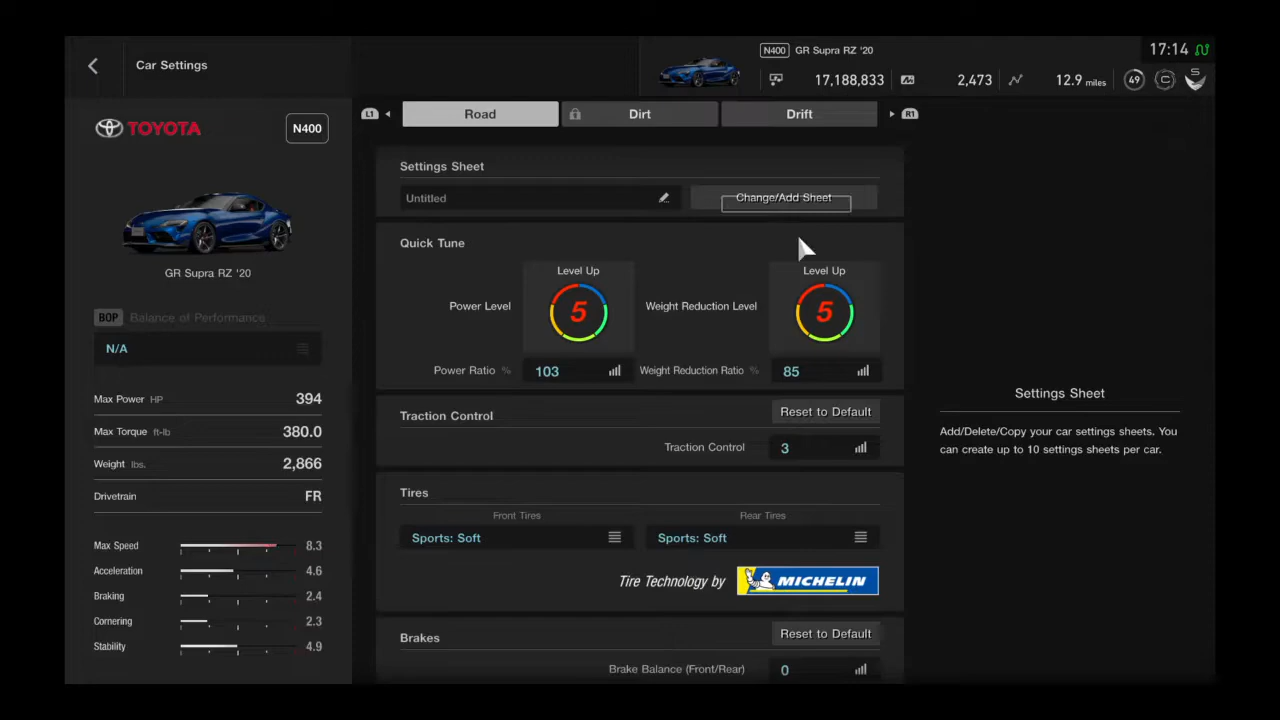 Car Settings
N400 GR Supra RZ '20
17:14
17,188,833
2,473
12.9 miles
49
C
S
L1
Road
Dirt
Drift
R1
TOYOTA
N400
GR Supra RZ '20
BOP Balance of Performance
N/A
Max Power HP 394
Max Torque ft-lb 380.0
Weight lbs. 2,866
Drivetrain FR
Max Speed 8.3
Acceleration 4.6
Braking 2.4
Cornering 2.3
Stability 4.9
Settings Sheet
Untitled
Change/Add Sheet
Quick Tune
Level Up
Level Up
Power Level 5
Weight Reduction Level 5
Power Ratio % 103
Weight Reduction Ratio % 85
Traction Control
Reset to Default
Traction Control 3
Tires
Front Tires
Rear Tires
Sports: Soft
Sports: Soft
Tire Technology by MICHELIN
Brakes
Reset to Default
Brake Balance (Front/Rear) 0
Settings Sheet
Add/Delete/Copy your car settings sheets. You
can create up to 10 settings sheets per car.